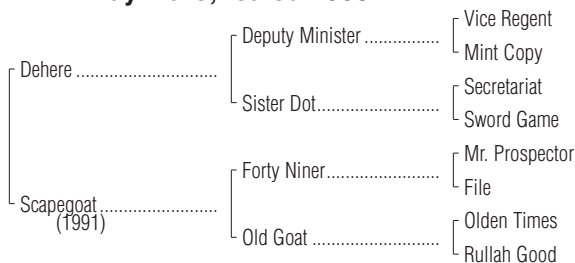 Vice Regent
Deputy Minister ..................
Mint Copy
Dehere ..................................
Secretariat
Sister Dot.............................
Sword Game
Mr. Prospector
Forty Niner...........................
File
Scapegoat............................
(1991)
Olden Times
Old Goat ..............................
Rullah Good